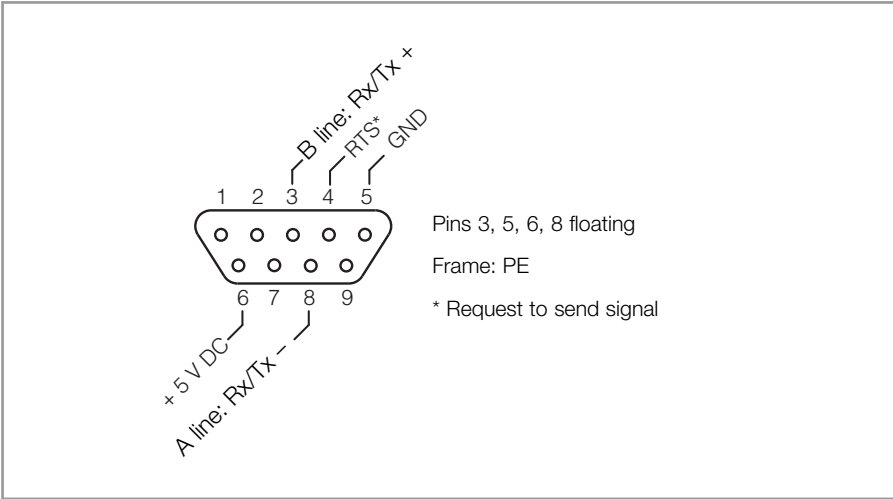 B line: Rx/Tx +
RTS*
GND
1 2 3 4 5
Pins 3, 5, 6, 8 floating
Frame: PE
6 7 8 9
* Request to send signal
+ 5 V DC
A line: Rx/Tx –